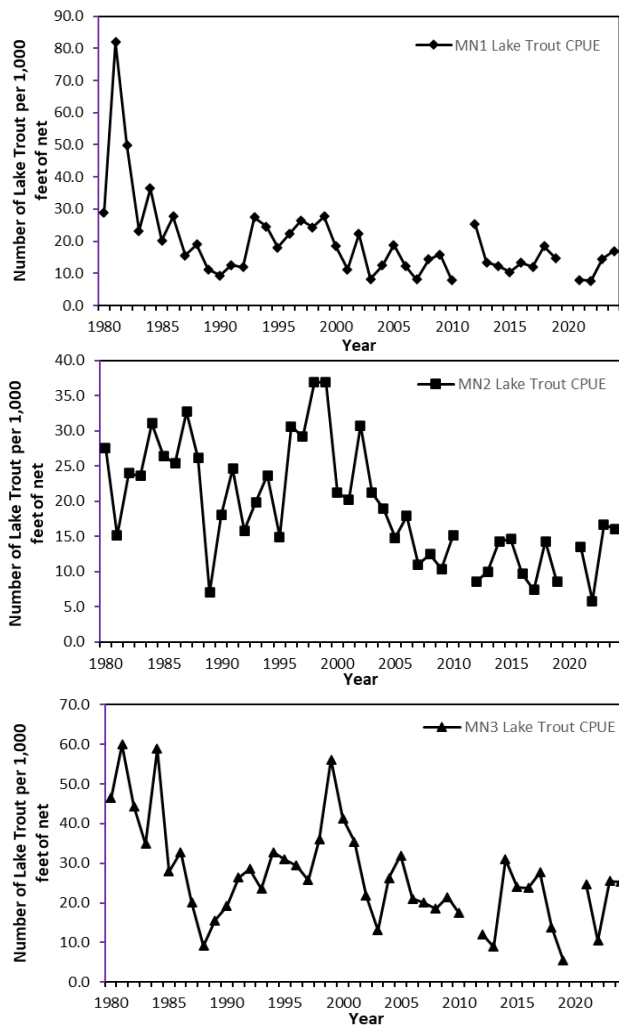 90.0
80.0
70.0
60.0
50.0
40.0
30.0
20.0
10.0
0.0
Number of Lake Trout per 1,000
feet of net
MN1 Lake Trout CPUE
1980 1985 1990 1995 2000 2005 2010 2015 2020
Year
40.0
35.0
30.0
25.0
20.0
15.0
10.0
5.0
0.0
Number of Lake Trout per 1,000
feet of net
MN2 Lake Trout CPUE
1980 1985 1990 1995 2000 2005 2010 2015 2020
Year
70.0
60.0
50.0
40.0
30.0
20.0
10.0
0.0
Number of Lake Trout per 1,000
feet of net
MN3 Lake Trout CPUE
1980 1985 1990 1995 2000 2005 2010 2015 2020
Year